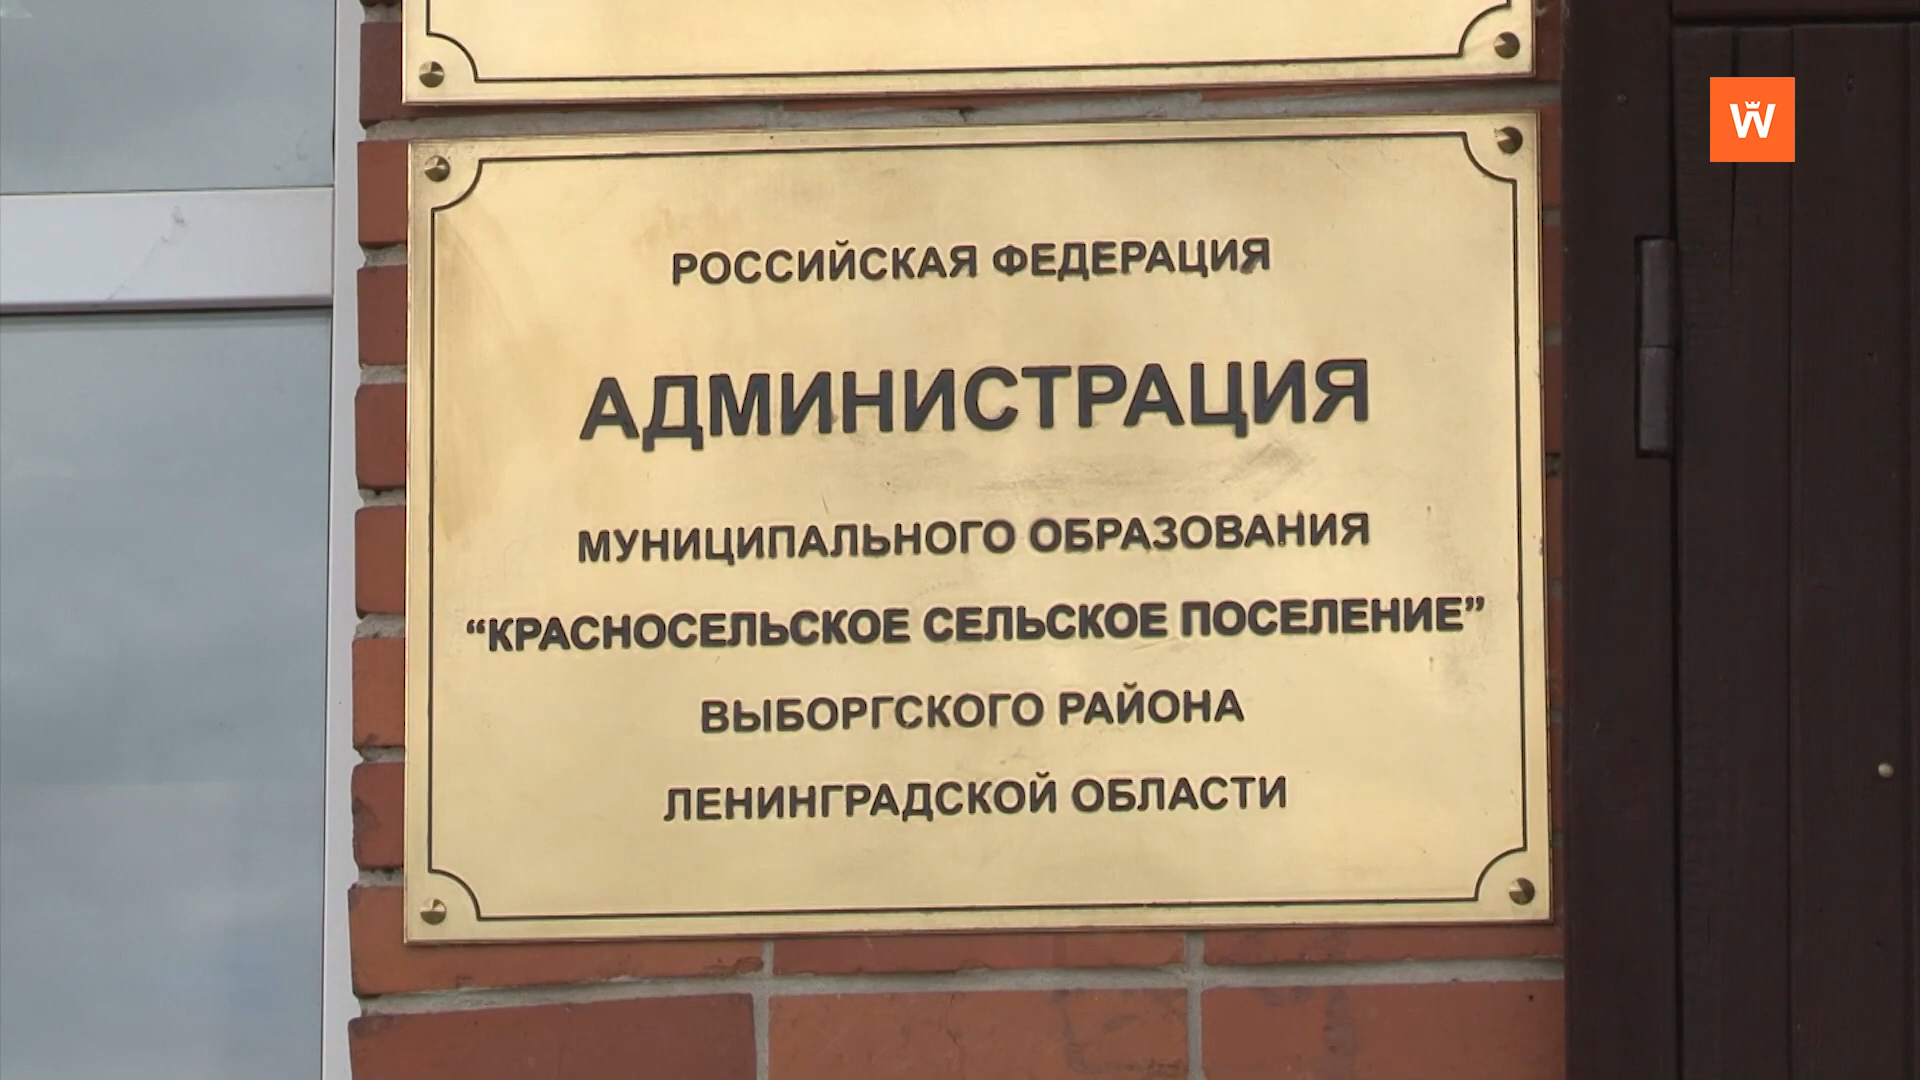 W
РОССИЙСКАЯ ФЕДЕРАЦИЯ
АДМИНИСТРАЦИЯ
МУНИЦИПАЛЬНОГО ОБРАЗОВАНИЯ
“КРАСНОСЕЛЬСКОЕ СЕЛЬСКОЕ ПОСЕЛЕНИЕ”
ВЫБОРГСКОГО РАЙОНА
ЛЕНИНГРАДСКОЙ ОБЛАСТИ